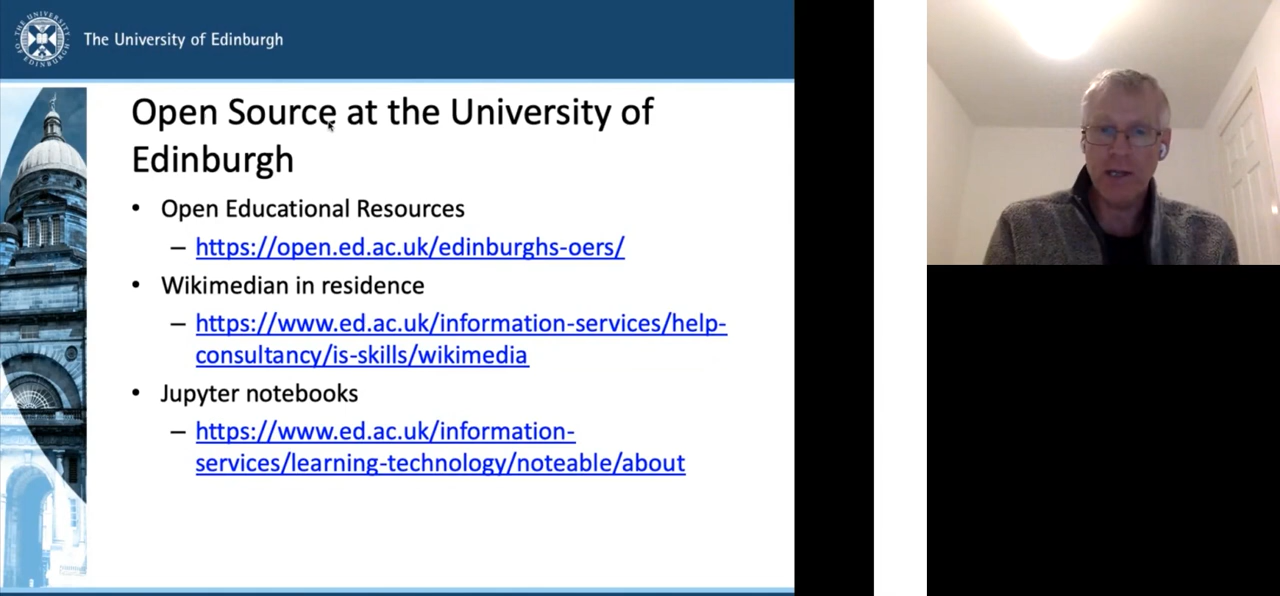 The University of Edinburgh
Open Source at the University of
Edinburgh
• Open Educational Resources
– https://open.ed.ac.uk/edinburghs-oers/
• Wikimedian in residence
– https://www.ed.ac.uk/information-services/help-
consultancy/is-skills/wikimedia
• Jupyter notebooks
– https://www.ed.ac.uk/information-
services/learning-technology/noteable/about